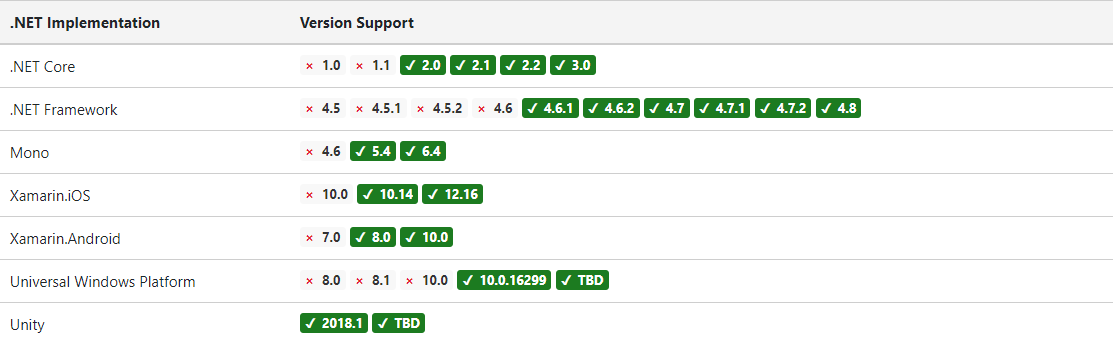 .NET Implementation Version Support
.NET Core × 1.0 × 1.1 ✓ 2.0 ✓ 2.1 ✓ 2.2 ✓ 3.0
.NET Framework × 4.5 × 4.5.1 × 4.5.2 × 4.6 ✓ 4.6.1 ✓ 4.6.2 ✓ 4.7 ✓ 4.7.1 ✓ 4.7.2 ✓ 4.8
Mono × 4.6 ✓ 5.4 ✓ 6.4
Xamarin.iOS × 10.0 ✓ 10.14 ✓ 12.16
Xamarin.Android × 7.0 ✓ 8.0 ✓ 10.0
Universal Windows Platform × 8.0 × 8.1 × 10.0 ✓ 10.0.16299 ✓ TBD
Unity ✓ 2018.1 ✓ TBD